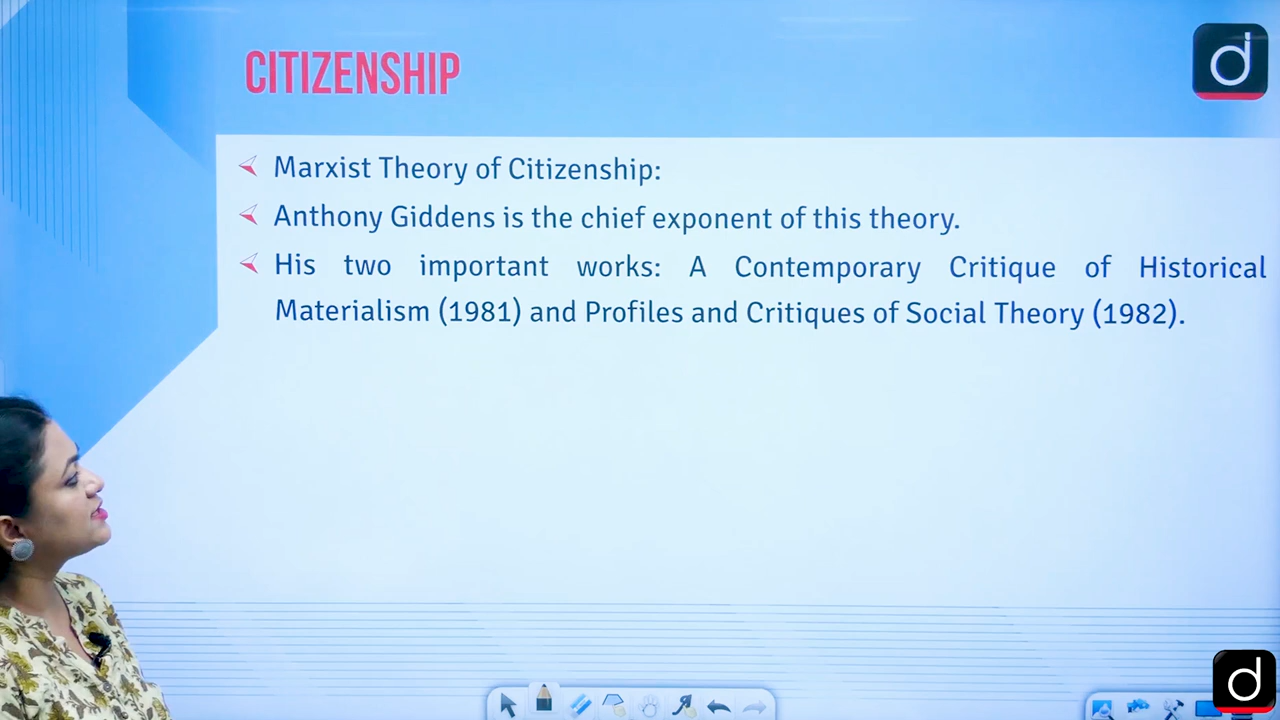 CITIZENSHIP
Marxist Theory of Citizenship:
Anthony Giddens is the chief exponent of this theory.
His two important works: A Contemporary Critique of Historical
Materialism (1981) and Profiles and Critiques of Social Theory (1982).
d
d